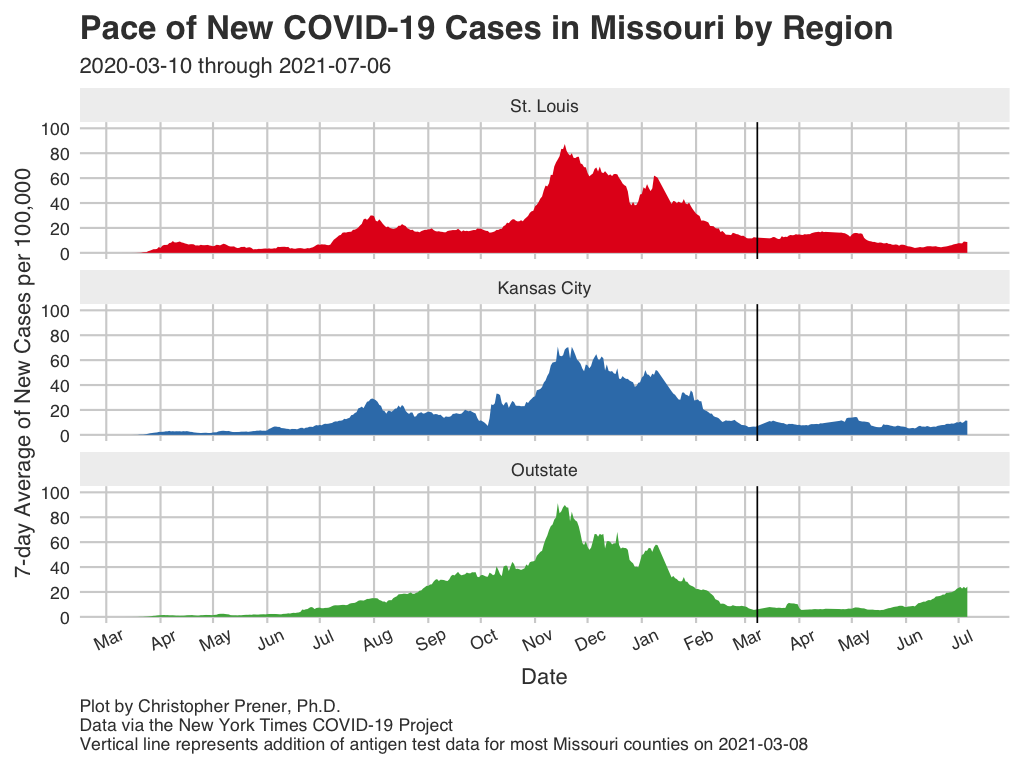 Pace of New COVID-19 Cases in Missouri by Region
2020-03-10 through 2021-07-06
7-day Average of New Cases per 100,000
St. Louis
100
80
60
40
20
0
Kansas City
100
80
60
40
20
0
Outstate
100
80
60
40
20
0
Mar Apr May Jun Jul Aug Sep Oct Nov Dec Jan Feb Mar Apr May Jun Jul
Date
Plot by Christopher Prener, Ph.D.
Data via the New York Times COVID-19 Project
Vertical line represents addition of antigen test data for most Missouri counties on 2021-03-08